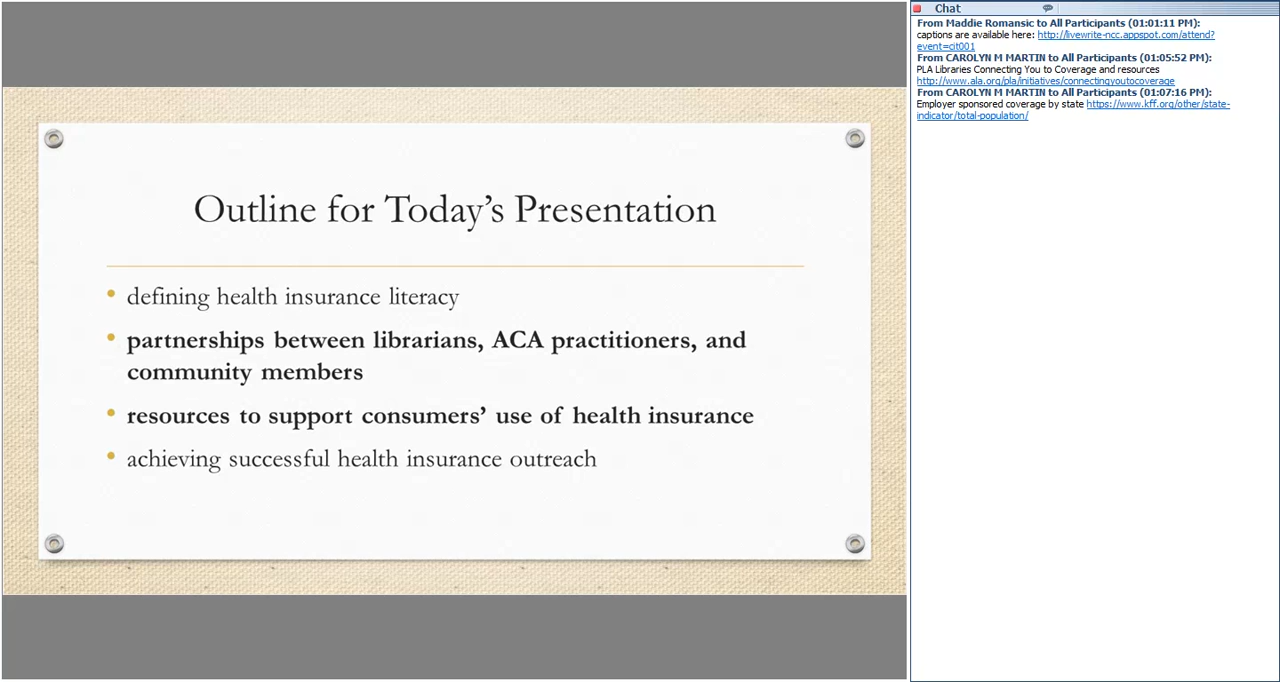 Outline for Today's Presentation
defining health insurance literacy
partnerships between librarians, ACA practitioners, and
community members
resources to support consumers' use of health insurance
achieving successful health insurance outreach
Chat
From Maddie Romansic to All Participants (01:01:11 PM):
captions are available here: http://livewrite-ncc.appspot.com/attend?
event=cit001
From CAROLYN M MARTIN to All Participants (01:05:52 PM):
PLA Libraries Connecting You to Coverage and resources
http://www.ala.org/pla/initiatives/connectingyoutocoverage
From CAROLYN M MARTIN to All Participants (01:07:16 PM):
Employer sponsored coverage by state https://www.kff.org/other/state-
indicator/total-population/